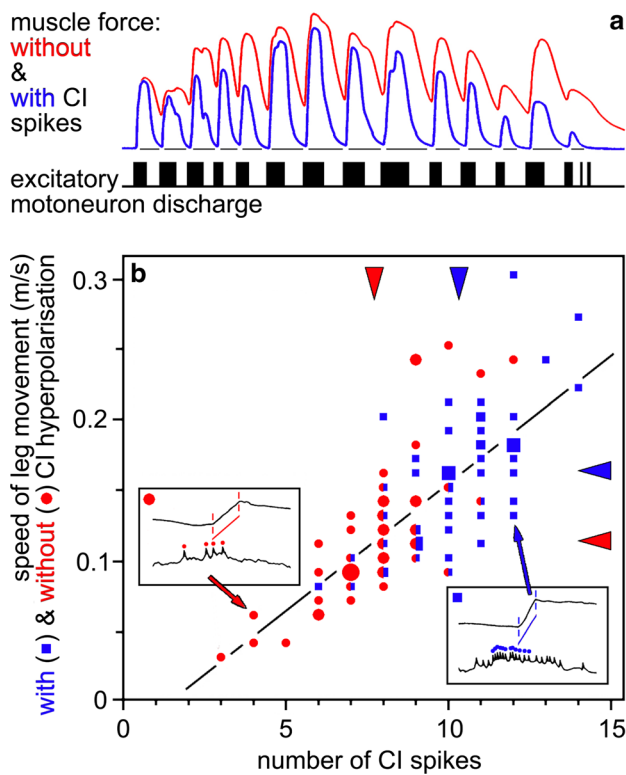 muscle force:
a
without
&
with CI
spikes
excitatory
motoneuron discharge
b
speed of leg movement (m/s)
with (■) & without (●) CI hyperpolarisation
0.3
0.2
0.1
0
0 5 10 15
number of CI spikes